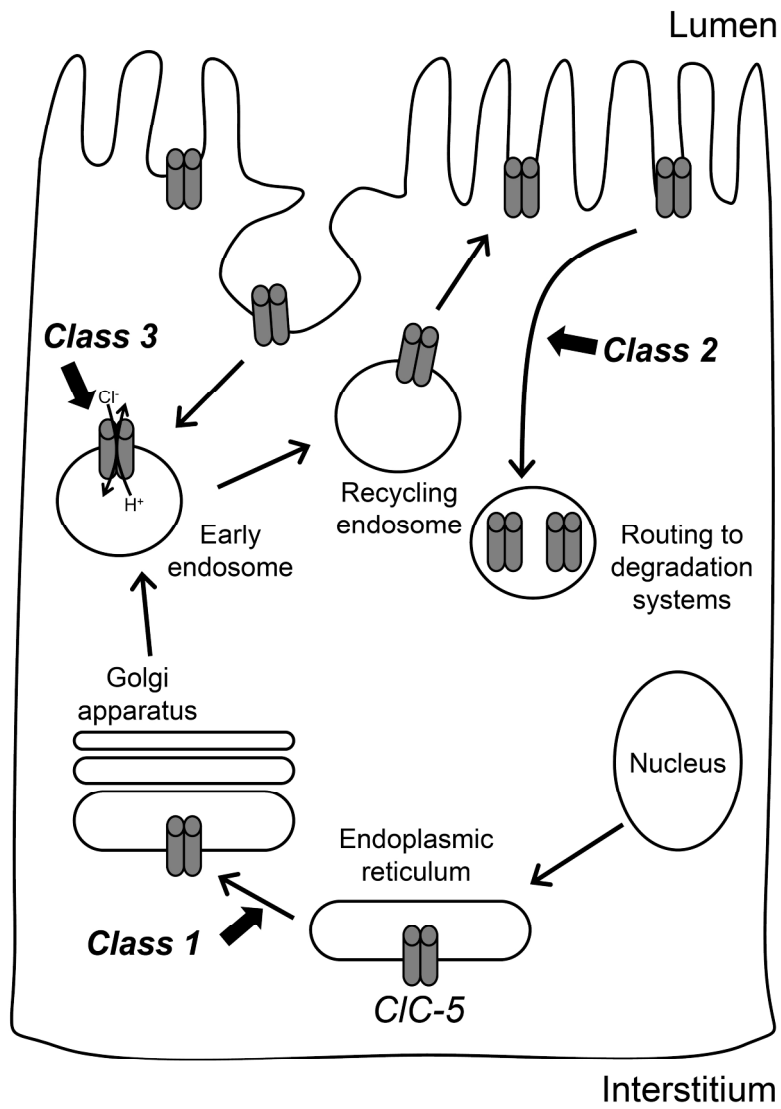 Lumen
Class 3
Class 2
Cl-
H+
Recycling
endosome
Early
endosome
Routing to
degradation
systems
Golgi
apparatus
Nucleus
Endoplasmic
reticulum
Class 1
ClC-5
Interstitium